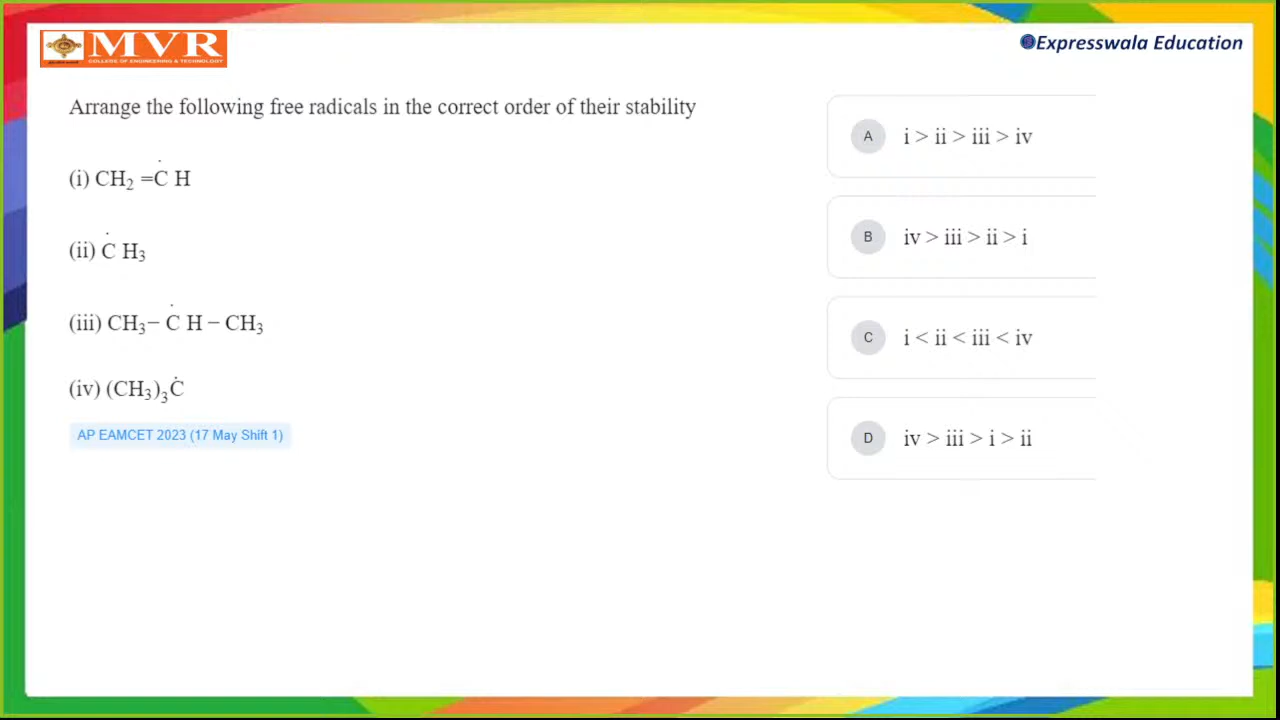 MVR
COLLEGE OF ENGINEERING & TECHNOLOGY
Expresswala Education
Arrange the following free radicals in the correct order of their stability
(i) CH₂ =Ċ H
(ii) Ċ H₃
(iii) CH₃− Ċ H − CH₃
(iv) (CH₃)₃Ċ
AP EAMCET 2023 (17 May Shift 1)
A i > ii > iii > iv
B iv > iii > ii > i
C i < ii < iii < iv
D iv > iii > i > ii